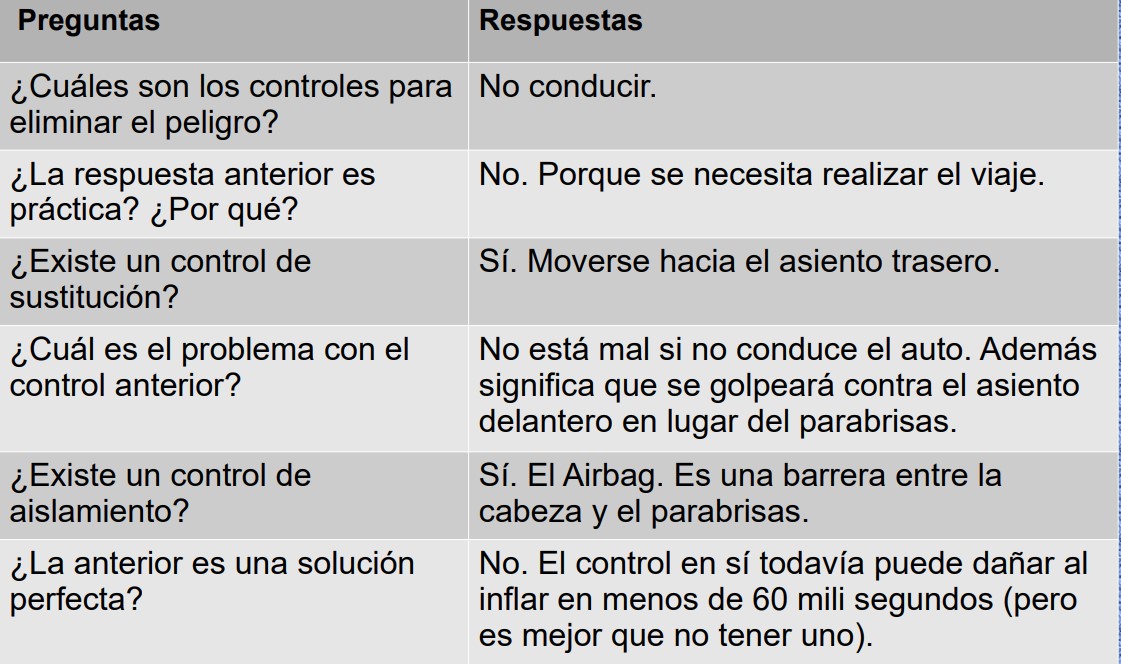 Preguntas
Respuestas
¿Cuáles son los controles para
eliminar el peligro?
No conducir.
¿La respuesta anterior es
práctica? ¿Por qué?
No. Porque se necesita realizar el viaje.
¿Existe un control de
sustitución?
Sí. Moverse hacia el asiento trasero.
¿Cuál es el problema con el
control anterior?
No está mal si no conduce el auto. Además
significa que se golpeará contra el asiento
delantero en lugar del parabrisas.
¿Existe un control de
aislamiento?
Sí. El Airbag. Es una barrera entre la
cabeza y el parabrisas.
¿La anterior es una solución
perfecta?
No. El control en sí todavía puede dañar al
inflar en menos de 60 mili segundos (pero
es mejor que no tener uno).